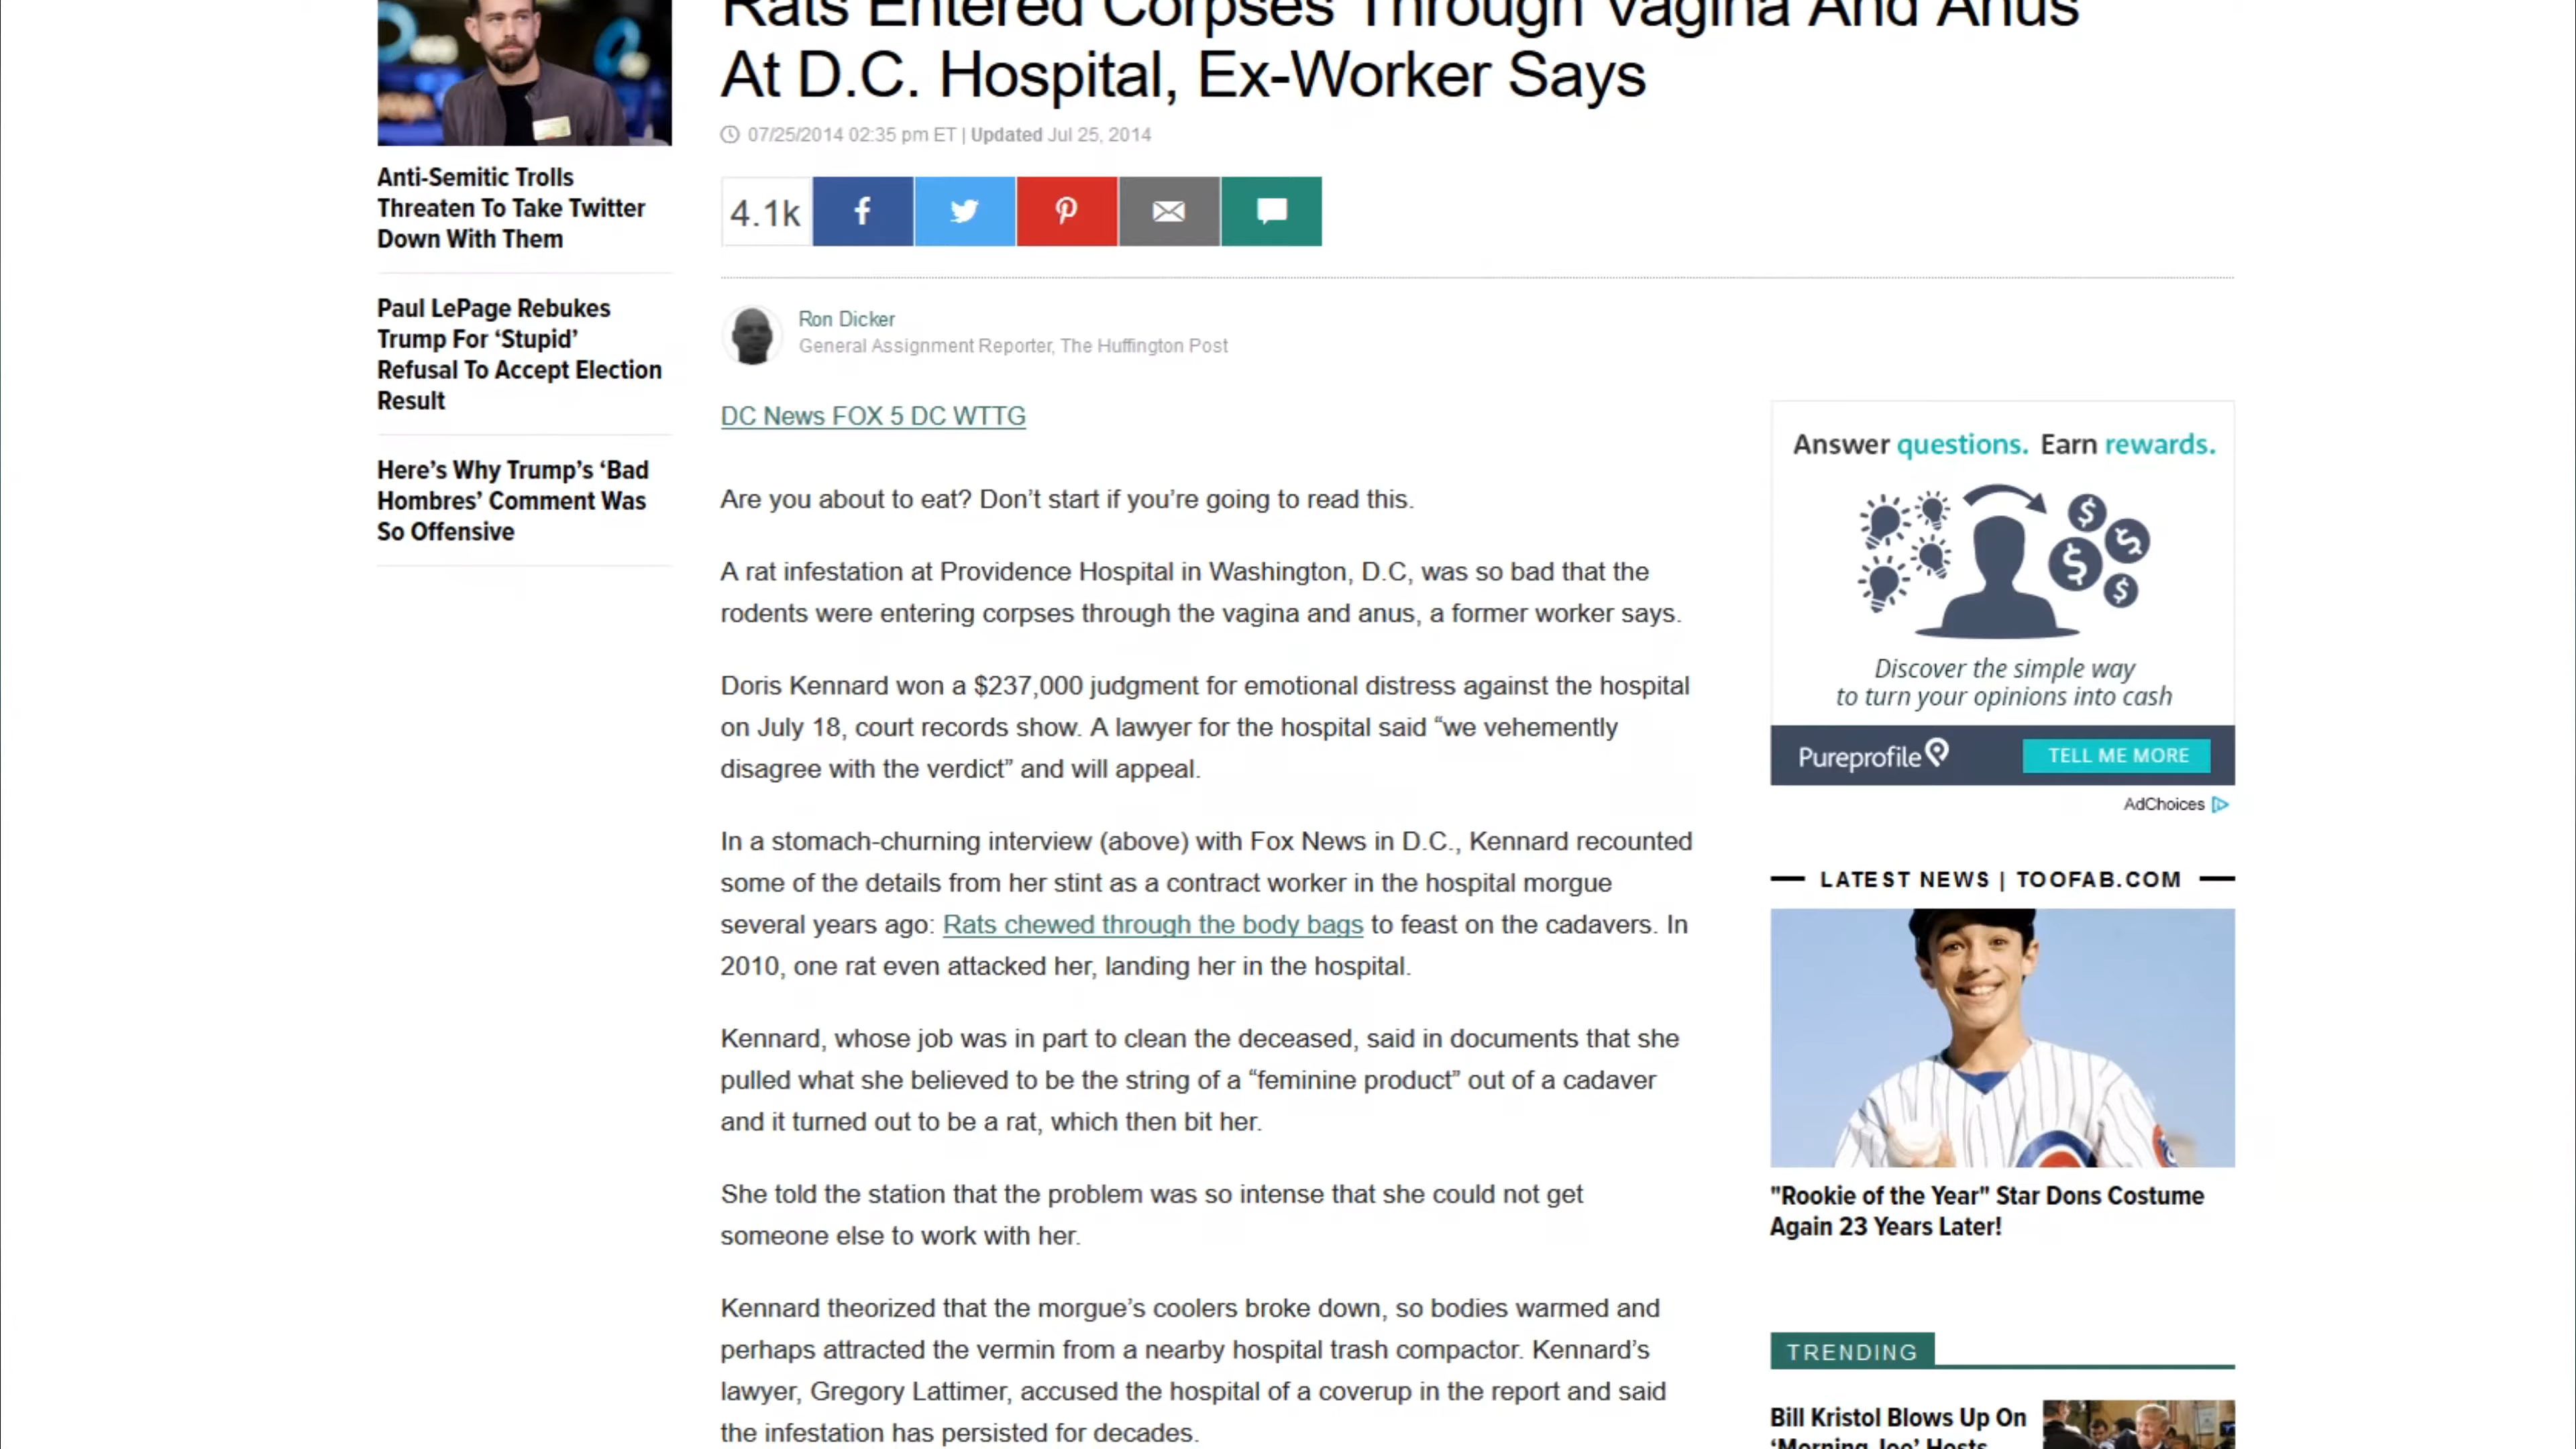 Rats Entered Corpses Through Vagina And Anus
At D.C. Hospital, Ex-Worker Says
07/25/2014 02:35 pm ET | Updated Jul 25, 2014
4.1k
Anti-Semitic Trolls
Threaten To Take Twitter
Down With Them
Paul LePage Rebukes
Trump For ‘Stupid’
Refusal To Accept Election
Result
Here’s Why Trump’s ‘Bad
Hombres’ Comment Was
So Offensive
Ron Dicker
General Assignment Reporter, The Huffington Post
DC News FOX 5 DC WTTG
Are you about to eat? Don’t start if you’re going to read this.
A rat infestation at Providence Hospital in Washington, D.C, was so bad that the
rodents were entering corpses through the vagina and anus, a former worker says.
Doris Kennard won a $237,000 judgment for emotional distress against the hospital
on July 18, court records show. A lawyer for the hospital said “we vehemently
disagree with the verdict” and will appeal.
In a stomach-churning interview (above) with Fox News in D.C., Kennard recounted
some of the details from her stint as a contract worker in the hospital morgue
several years ago: Rats chewed through the body bags to feast on the cadavers. In
2010, one rat even attacked her, landing her in the hospital.
Kennard, whose job was in part to clean the deceased, said in documents that she
pulled what she believed to be the string of a “feminine product” out of a cadaver
and it turned out to be a rat, which then bit her.
She told the station that the problem was so intense that she could not get
someone else to work with her.
Kennard theorized that the morgue’s coolers broke down, so bodies warmed and
perhaps attracted the vermin from a nearby hospital trash compactor. Kennard’s
lawyer, Gregory Lattimer, accused the hospital of a coverup in the report and said
the infestation has persisted for decades.
Answer questions. Earn rewards.
Discover the simple way
to turn your opinions into cash
Pureprofile
TELL ME MORE
AdChoices
LATEST NEWS | TOOFAB.COM
"Rookie of the Year" Star Dons Costume
Again 23 Years Later!
TRENDING
Bill Kristol Blows Up On
‘Morning Joe’ Hosts